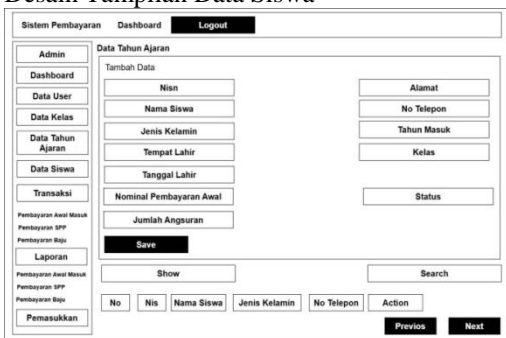 Desain Tampilan Data Siswa
Sistem Pembayaran Dashboard Logout
Admin
Dashboard
Data User
Data Kelas
Data Tahun
Ajaran
Data Siswa
Transaksi
Pembayaran Awal Masuk
Pembayaran SPP
Pembayaran Baju
Laporan
Pembayaran Awal Masuk
Pembayaran SPP
Pembayaran Baju
Pemasukkan
Data Tahun Ajaran
Tambah Data
Nisn
Alamat
Nama Siswa
No Telepon
Jenis Kelamin
Tahun Masuk
Tempat Lahir
Kelas
Tanggal Lahir
Nominal Pembayaran Awal
Status
Jumlah Angsuran
Save
Show
Search
No Nis Nama Siswa Jenis Kelamin No Telepon Action
Previos Next